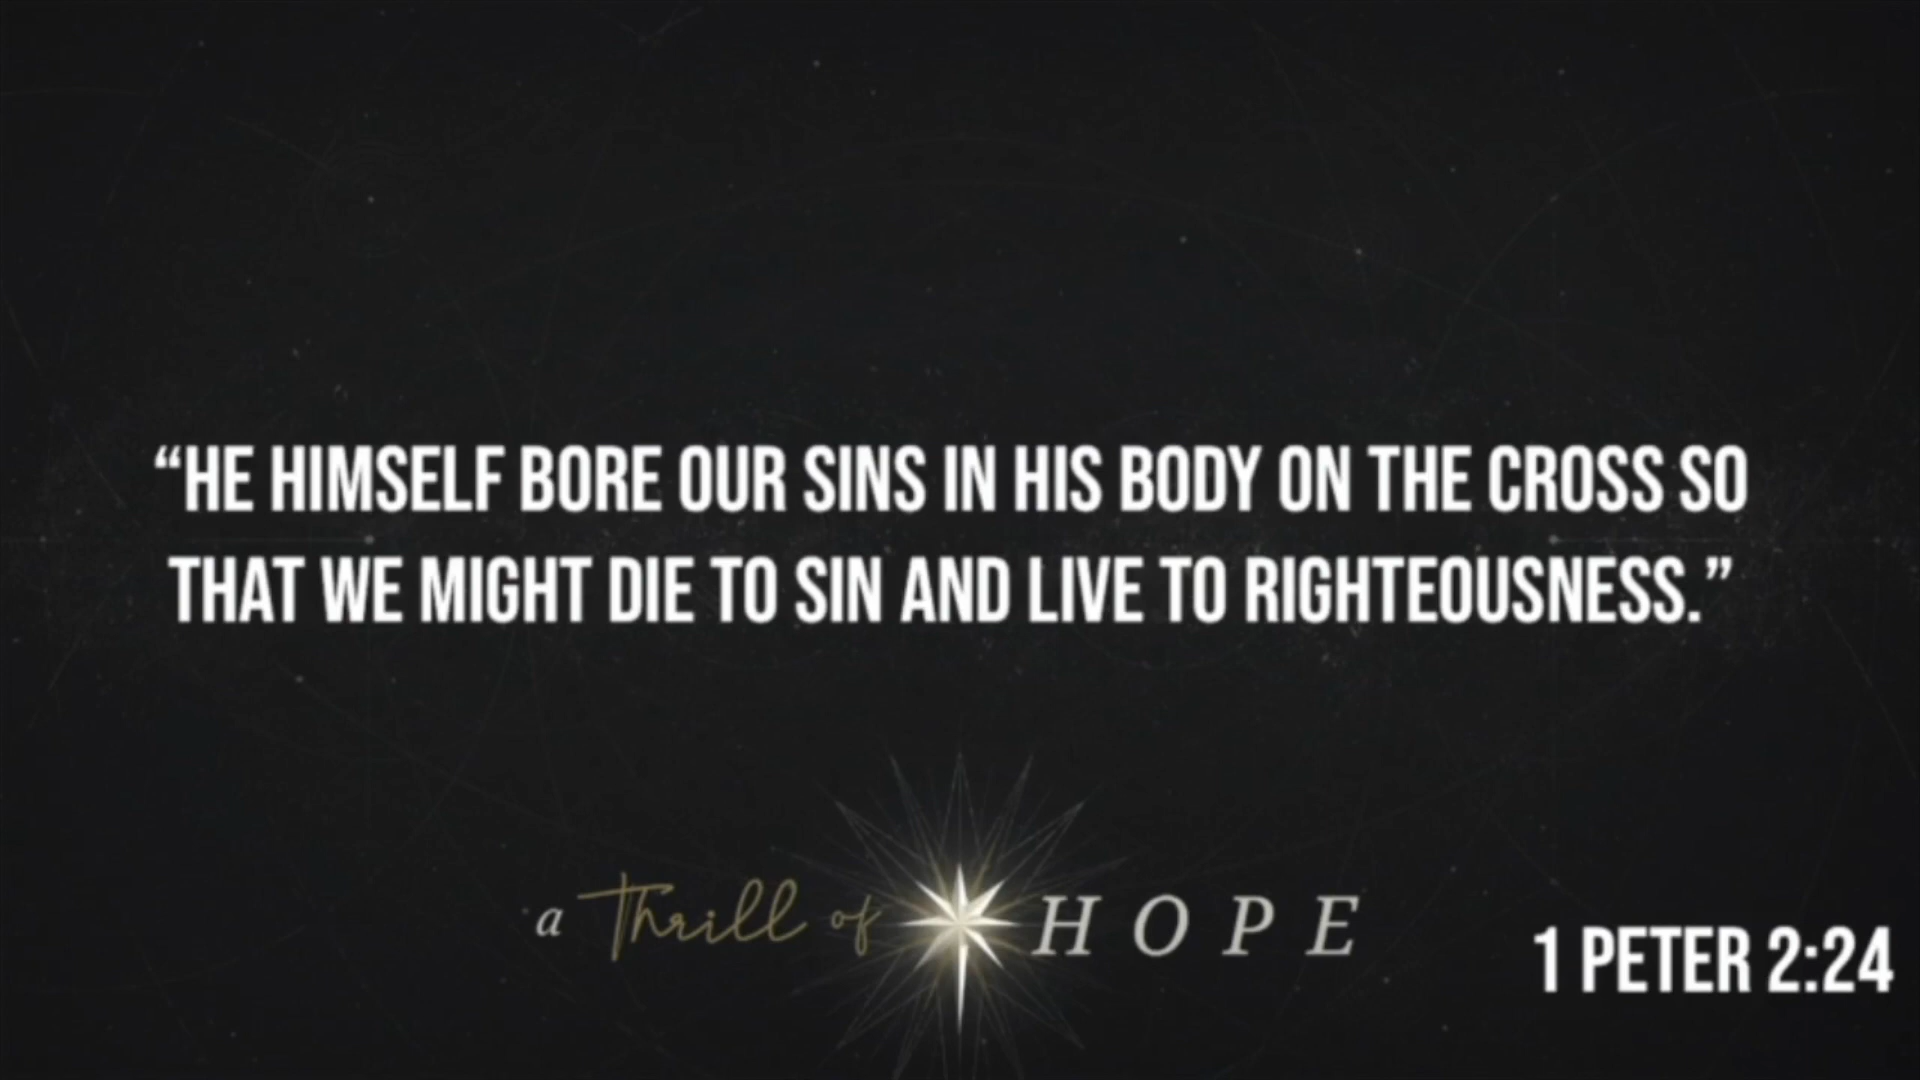 “HE HIMSELF BORE OUR SINS IN HIS BODY ON THE CROSS SO
THAT WE MIGHT DIE TO SIN AND LIVE TO RIGHTEOUSNESS.”
a Thrill of HOPE
1 PETER 2:24